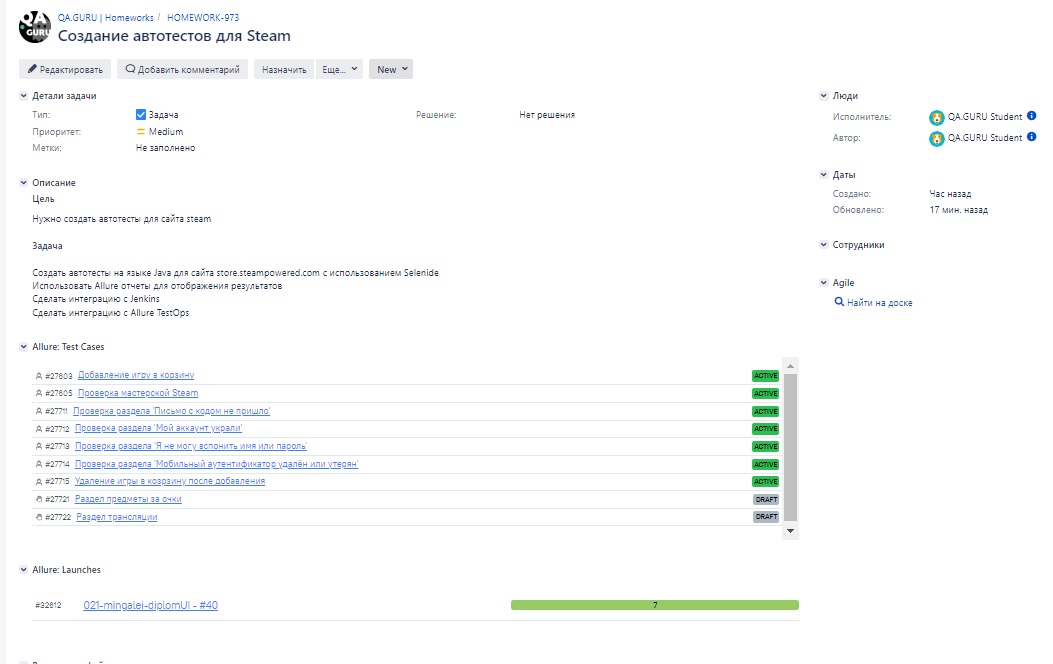 QA
GURU
QA.GURU | Homeworks / HOMEWORK-973
Создание автотестов для Steam
Редактировать Добавить комментарий Назначить Еще... New
Детали задачи
Тип: Задача Решение: Нет решения
Приоритет: Medium
Метки: Не заполнено
Описание
Цель
Нужно создать автотесты для сайта steam
Задача
Создать автотесты на языке Java для сайта store.steampowered.com с использованием Selenide
Использовать Allure отчеты для отображения результатов
Сделать интеграцию с Jenkins
Сделать интеграцию с Allure TestOps
Allure: Test Cases
#27603 Добавление игру в корзину ACTIVE
#27605 Проверка мастерской Steam ACTIVE
#27711 Проверка раздела 'Письмо с кодом не пришло' ACTIVE
#27712 Проверка раздела 'Мой аккаунт украли' ACTIVE
#27713 Проверка раздела 'Я не могу вспонить имя или пароль' ACTIVE
#27714 Проверка раздела 'Мобильный аутентификатор удалён или утерян' ACTIVE
#27715 Удаление игры в козрзину после добавления ACTIVE
#27721 Раздел предметы за очки DRAFT
#27722 Раздел трансляции DRAFT
Allure: Launches
#32612 021-mingalei-diplomUI - #40 7
Люди
Исполнитель: QA.GURU Student
Автор: QA.GURU Student
Даты
Создано: Час назад
Обновлено: 17 мин. назад
Сотрудники
Agile
Найти на доске